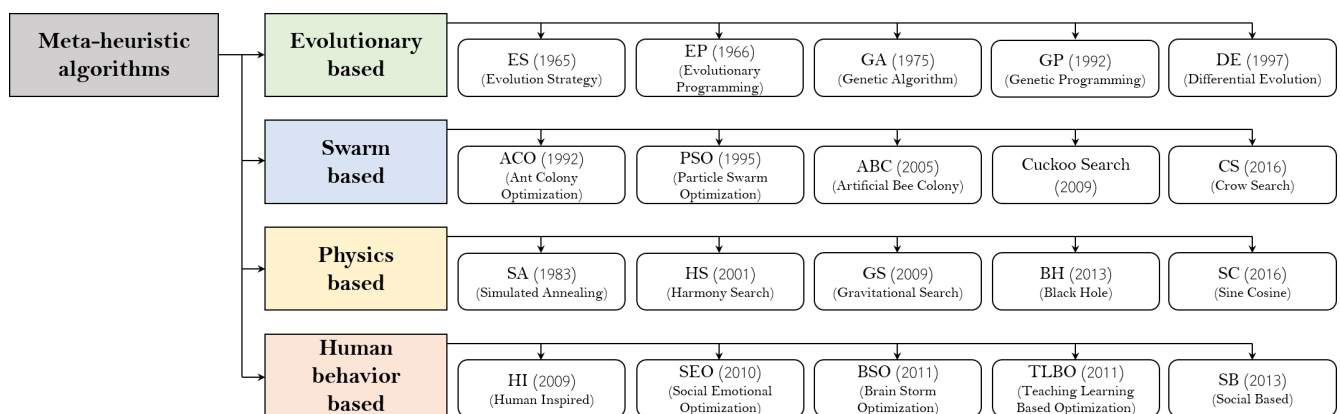 Meta-heuristic
algorithms
Evolutionary
based
ES (1965)
(Evolution Strategy)
EP (1966)
(Evolutionary
Programming)
GA (1975)
(Genetic Algorithm)
GP (1992)
(Genetic Programming)
DE (1997)
(Differential Evolution)
Swarm
based
ACO (1992)
(Ant Colony
Optimization)
PSO (1995)
(Particle Swarm
Optimization)
ABC (2005)
(Artificial Bee Colony)
Cuckoo Search
(2009)
CS (2016)
(Crow Search)
Physics
based
SA (1983)
(Simulated Annealing)
HS (2001)
(Harmony Search)
GS (2009)
(Gravitational Search)
BH (2013)
(Black Hole)
SC (2016)
(Sine Cosine)
Human
behavior
based
HI (2009)
(Human Inspired)
SEO (2010)
(Social Emotional
Optimization)
BSO (2011)
(Brain Storm
Optimization)
TLBO (2011)
(Teaching Learning
Based Optimization)
SB (2013)
(Social Based)